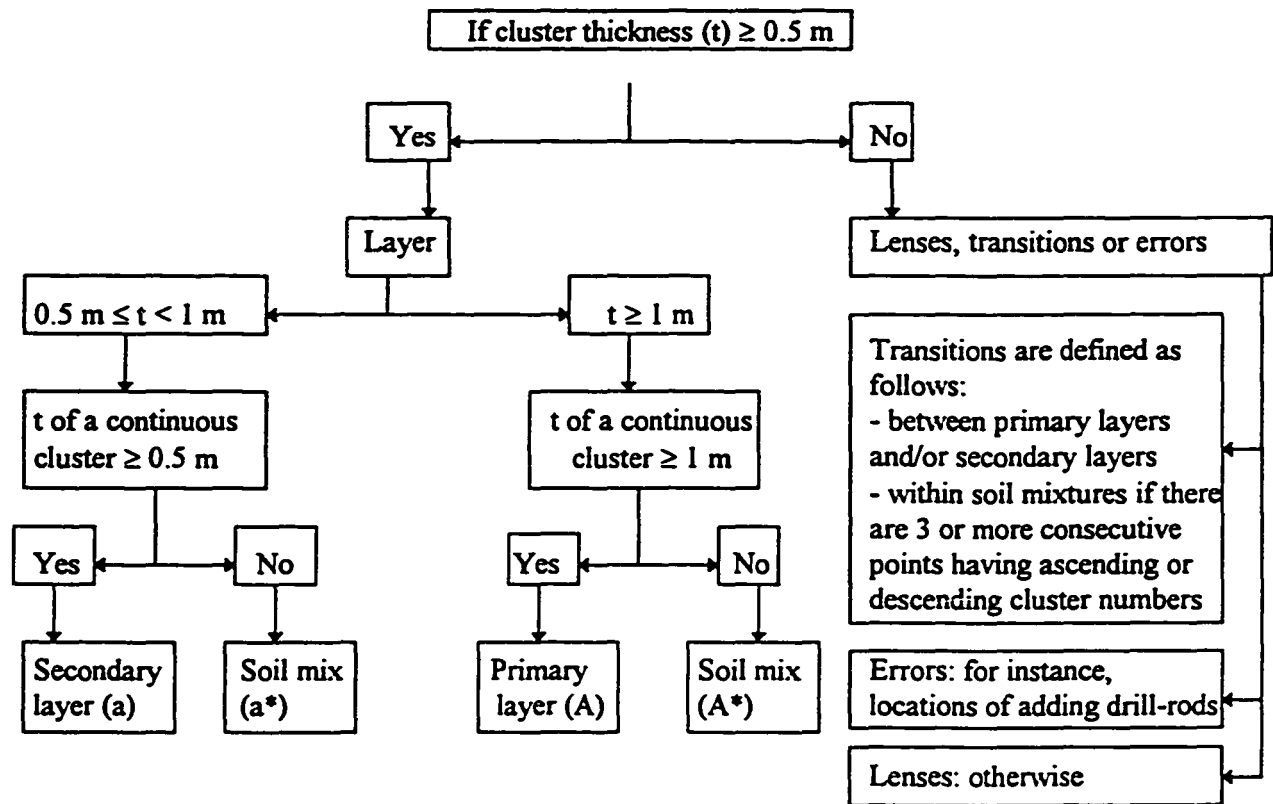 If cluster thickness (t) ≥ 0.5 m
Yes
No
Layer
Lenses, transitions or errors
0.5 m ≤ t < 1 m
t ≥ 1 m
t of a continuous
cluster ≥ 0.5 m
t of a continuous
cluster ≥ 1 m
Transitions are defined as
follows:
- between primary layers
and/or secondary layers
- within soil mixtures if there
are 3 or more consecutive
points having ascending or
descending cluster numbers
Yes
No
Yes
No
Secondary
layer (a)
Soil mix
(a*)
Primary
layer (A)
Soil mix
(A*)
Errors: for instance,
locations of adding drill-rods
Lenses: otherwise